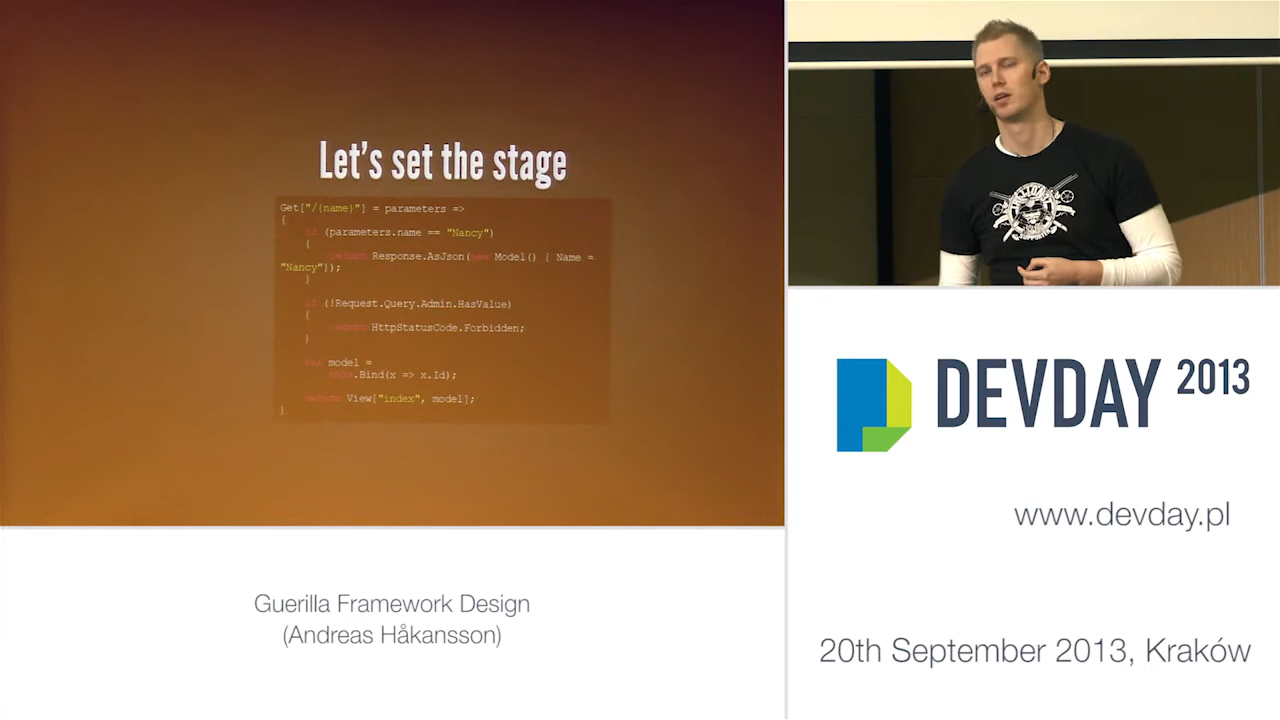 Let's set the stage
Get["/{name}"] = parameters =>
{
if (parameters.name == "Nancy")
{
return Response.AsJson(new Model() { Name =
"Nancy"]);
}
if (!Request.Query.Admin.HasValue)
{
return HttpStatusCode.Forbidden;
}
var model =
this.Bind(x => x.Id);
return View["index", model];
}
DEVDAY 2013
www.devday.pl
Guerilla Framework Design
(Andreas Håkansson)
20th September 2013, Kraków